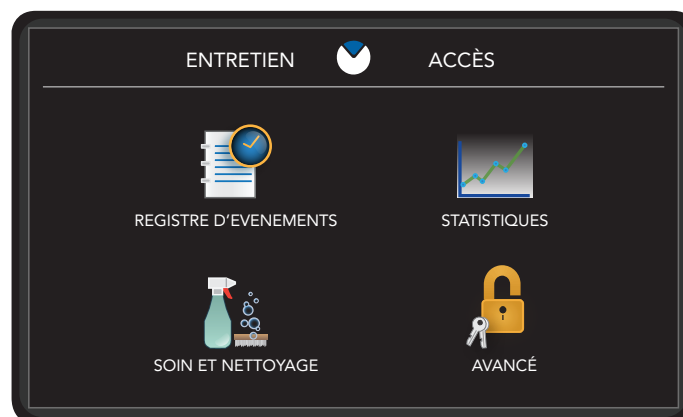 ENTRETIEN ACCÈS
REGISTRE D'EVENEMENTS STATISTIQUES
SOIN ET NETTOYAGE AVANCÉ